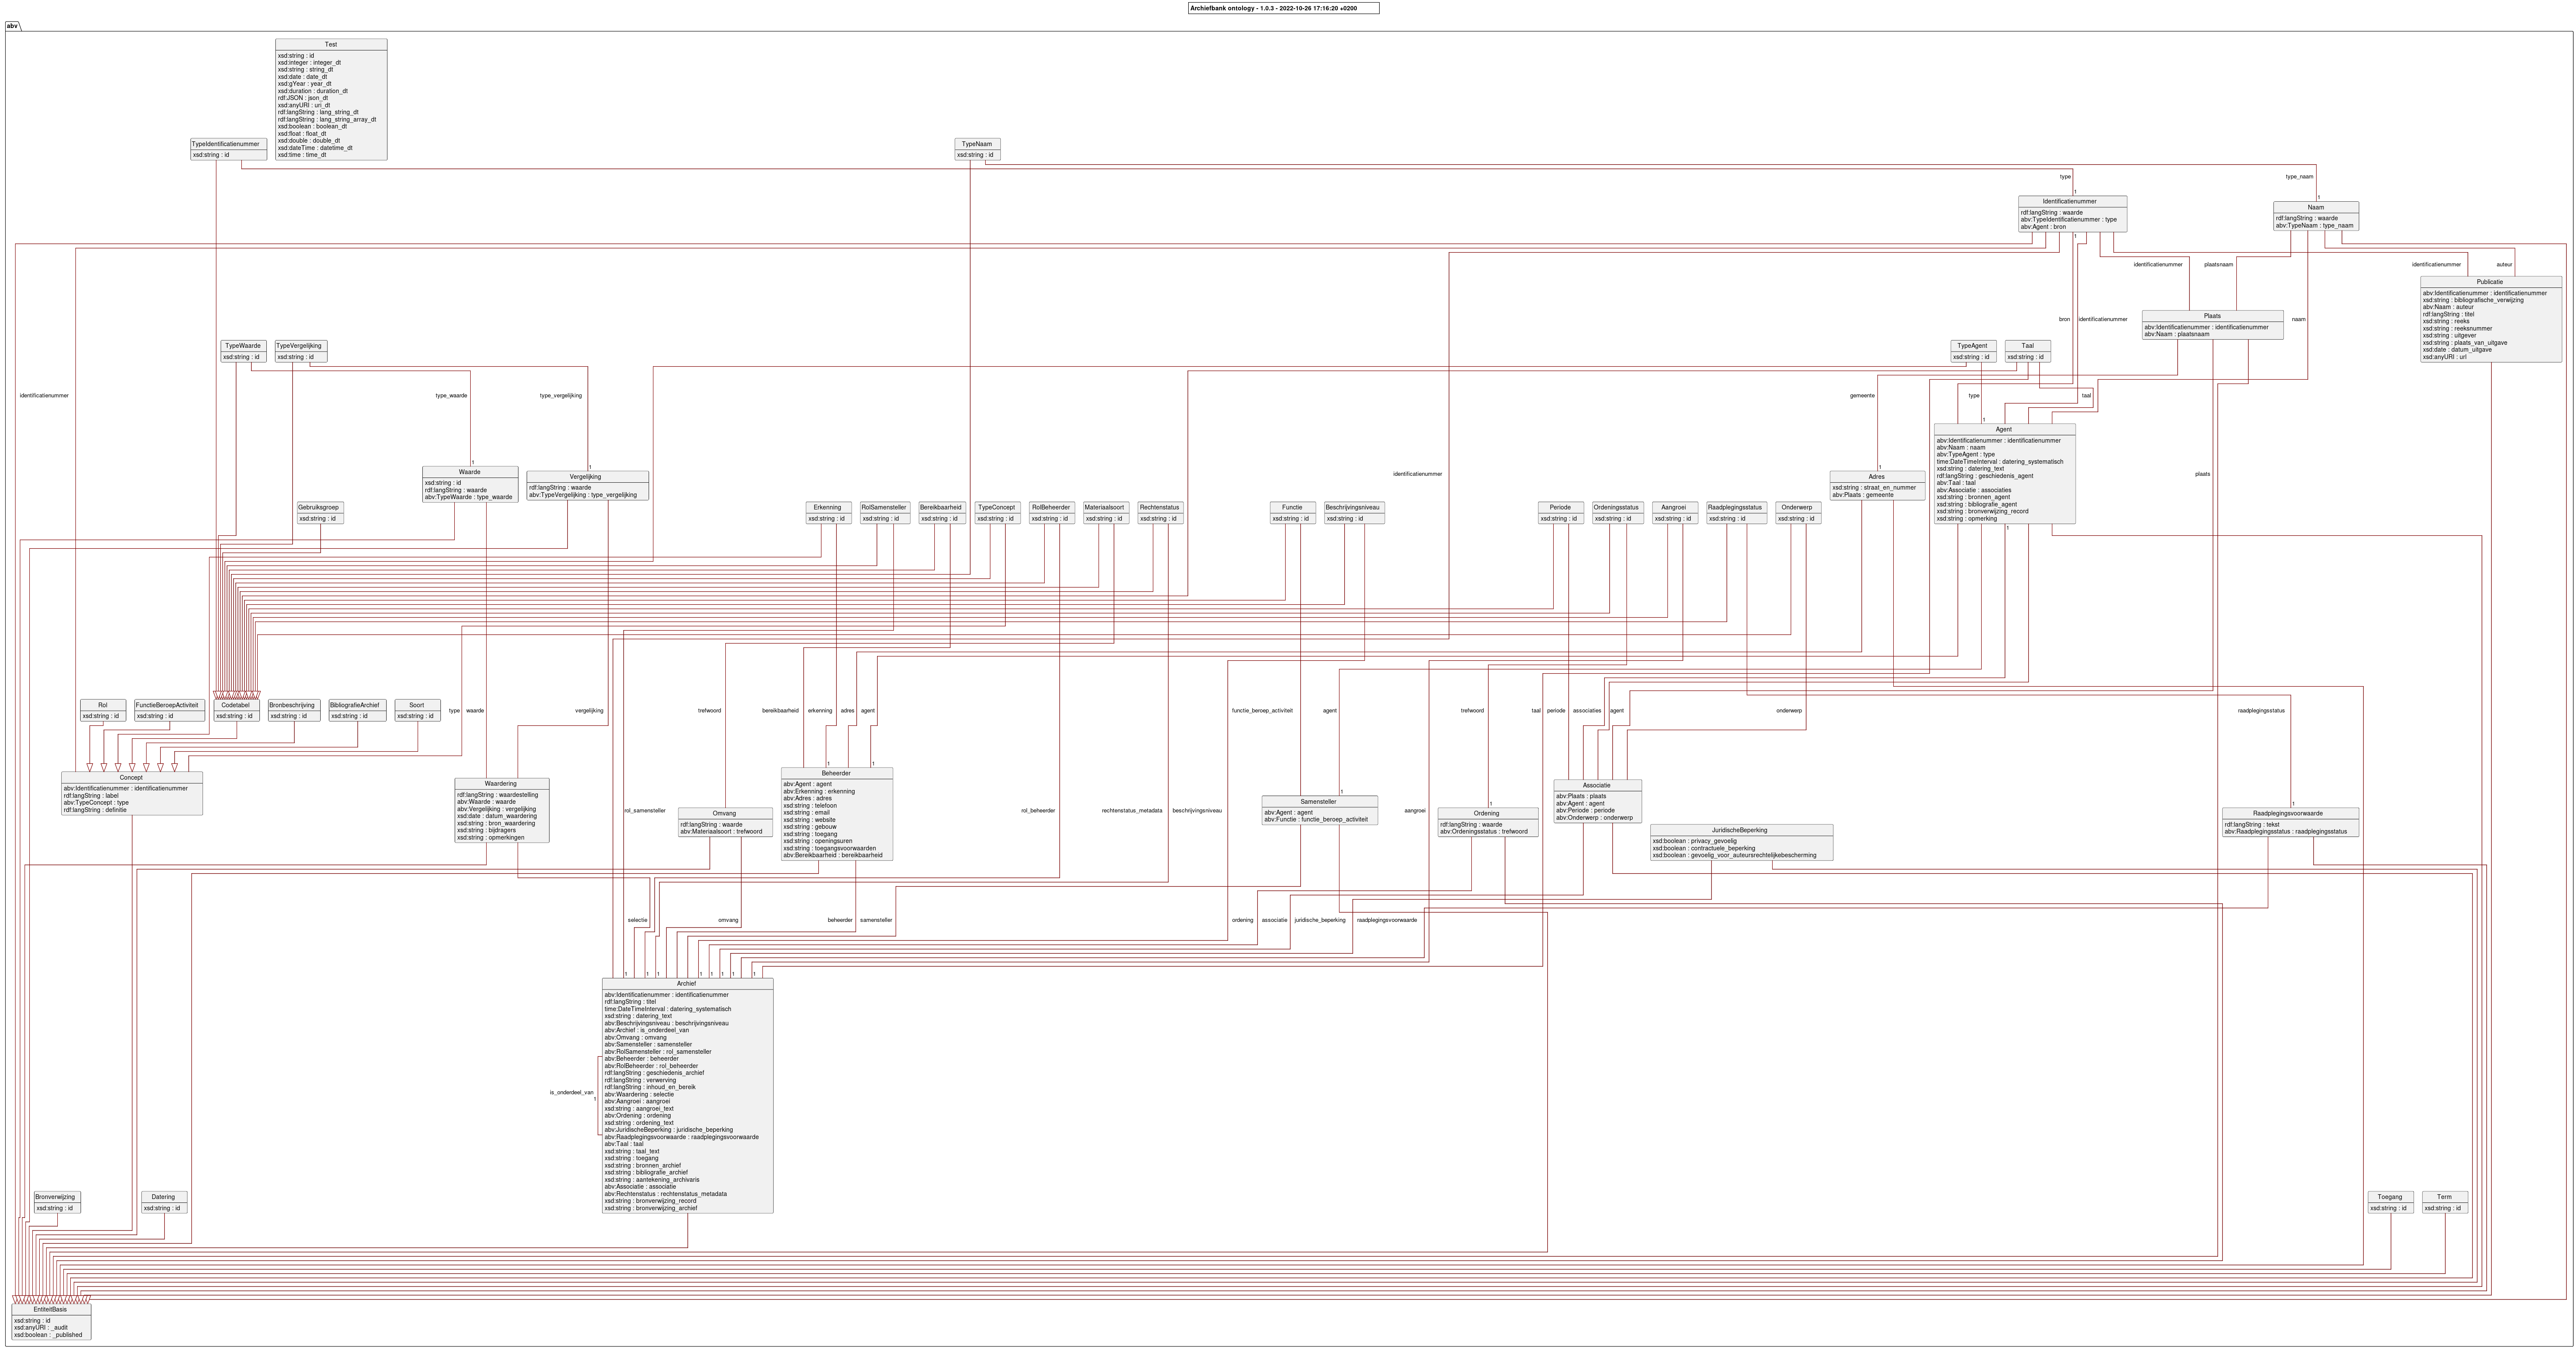 Archiefbank ontology - 1.0.3 - 2022-10-26 17:16:20 +0200
abv
Test
xsd:string : id
xsd:integer : integer_dt
xsd:string : string_dt
xsd:date : date_dt
xsd:gYear : year_dt
xsd:duration : duration_dt
rdf:JSON : json_dt
xsd:anyURI : uri_dt
rdf:langString : lang_string_dt
rdf:langString : lang_string_array_dt
xsd:boolean : boolean_dt
xsd:float : float_dt
xsd:double : double_dt
xsd:dateTime : datetime_dt
xsd:time : time_dt
TypeIdentificatienummer
xsd:string : id
TypeNaam
xsd:string : id
type
1
type_naam
1
Identificatienummer
rdf:langString : waarde
abv:TypeIdentificatienummer : type
abv:Agent : bron
1
Naam
rdf:langString : waarde
abv:TypeNaam : type_naam
identificatienummer
plaatsnaam
identificatienummer
auteur
Publicatie
abv:Identificatienummer : identificatienummer
xsd:string : bibliografische_verwijzing
abv:Naam : auteur
rdf:langString : titel
xsd:string : reeks
xsd:string : reeksnummer
xsd:string : uitgever
xsd:string : plaats_van_uitgave
xsd:date : datum_uitgave
xsd:anyURI : url
Plaats
abv:Identificatienummer : identificatienummer
abv:Naam : plaatsnaam
bron
identificatienummer
naam
TypeWaarde
xsd:string : id
TypeVergelijking
xsd:string : id
TypeAgent
xsd:string : id
Taal
xsd:string : id
identificatienummer
type_waarde
type_vergelijking
gemeente
type
taal
1
1
1
1
Agent
abv:Identificatienummer : identificatienummer
abv:Naam : naam
abv:TypeAgent : type
time:DateTimeInterval : datering_systematisch
xsd:string : datering_text
rdf:langString : geschiedenis_agent
abv:Taal : taal
abv:Associatie : associaties
xsd:string : bronnen_agent
xsd:string : bibliografie_agent
xsd:string : bronverwijzing_record
xsd:string : opmerking
1
Waarde
xsd:string : id
rdf:langString : waarde
abv:TypeWaarde : type_waarde
Vergelijking
rdf:langString : waarde
abv:TypeVergelijking : type_vergelijking
identificatienummer
Adres
xsd:string : straat_en_nummer
abv:Plaats : gemeente
plaats
Gebruiksgroep
xsd:string : id
Erkenning
xsd:string : id
RolSamensteller
xsd:string : id
Bereikbaarheid
xsd:string : id
TypeConcept
xsd:string : id
RolBeheerder
xsd:string : id
Materiaalsoort
xsd:string : id
Rechtenstatus
xsd:string : id
Functie
xsd:string : id
Beschrijvingsniveau
xsd:string : id
Periode
xsd:string : id
Ordeningsstatus
xsd:string : id
Aangroei
xsd:string : id
Raadplegingsstatus
xsd:string : id
Onderwerp
xsd:string : id
Rol
xsd:string : id
FunctieBeroepActiviteit
xsd:string : id
Codetabel
xsd:string : id
Bronbeschrijving
xsd:string : id
BibliografieArchief
xsd:string : id
Soort
xsd:string : id
type
waarde
vergelijking
trefwoord
bereikbaarheid
erkenning
adres
agent
functie_beroep_activiteit
agent
trefwoord
taal
periode
associaties
agent
onderwerp
raadplegingsstatus
1
1
1
1
1
Concept
abv:Identificatienummer : identificatienummer
rdf:langString : label
abv:TypeConcept : type
rdf:langString : definitie
Waardering
rdf:langString : waardestelling
abv:Waarde : waarde
abv:Vergelijking : vergelijking
xsd:date : datum_waardering
xsd:string : bron_waardering
xsd:string : bijdragers
xsd:string : opmerkingen
rol_samensteller
Omvang
rdf:langString : waarde
abv:Materiaalsoort : trefwoord
Beheerder
abv:Agent : agent
abv:Erkenning : erkenning
abv:Adres : adres
xsd:string : telefoon
xsd:string : email
xsd:string : website
xsd:string : gebouw
xsd:string : toegang
xsd:string : openingsuren
xsd:string : toegangsvoorwaarden
abv:Bereikbaarheid : bereikbaarheid
rol_beheerder
rechtenstatus_metadata
beschrijvingsniveau
Samensteller
abv:Agent : agent
abv:Functie : functie_beroep_activiteit
aangroei
Ordening
rdf:langString : waarde
abv:Ordeningsstatus : trefwoord
Associatie
abv:Plaats : plaats
abv:Agent : agent
abv:Periode : periode
abv:Onderwerp : onderwerp
JuridischeBeperking
xsd:boolean : privacy_gevoelig
xsd:boolean : contractuele_beperking
xsd:boolean : gevoelig_voor_auteursrechtelijkebescherming
Raadplegingsvoorwaarde
rdf:langString : tekst
abv:Raadplegingsstatus : raadplegingsstatus
selectie
omvang
beheerder
samensteller
ordening
associatie
juridische_beperking
raadplegingsvoorwaarde
1
1
1
1
1
1
1
1
Archief
abv:Identificatienummer : identificatienummer
rdf:langString : titel
time:DateTimeInterval : datering_systematisch
xsd:string : datering_text
abv:Beschrijvingsniveau : beschrijvingsniveau
abv:Archief : is_onderdeel_van
abv:Omvang : omvang
abv:Samensteller : samensteller
abv:RolSamensteller : rol_samensteller
abv:Beheerder : beheerder
abv:RolBeheerder : rol_beheerder
rdf:langString : geschiedenis_archief
rdf:langString : verwerving
rdf:langString : inhoud_en_bereik
abv:Waardering : selectie
abv:Aangroei : aangroei
xsd:string : aangroei_text
abv:Ordening : ordening
xsd:string : ordening_text
abv:JuridischeBeperking : juridische_beperking
abv:Raadplegingsvoorwaarde : raadplegingsvoorwaarde
abv:Taal : taal
xsd:string : taal_text
xsd:string : toegang
xsd:string : bronnen_archief
xsd:string : bibliografie_archief
xsd:string : aantekening_archivaris
abv:Associatie : associatie
abv:Rechtenstatus : rechtenstatus_metadata
xsd:string : bronverwijzing_record
xsd:string : bronverwijzing_archief
is_onderdeel_van
1
Bronverwijzing
xsd:string : id
Datering
xsd:string : id
Toegang
xsd:string : id
Term
xsd:string : id
EntiteitBasis
xsd:string : id
xsd:anyURI : _audit
xsd:boolean : _published